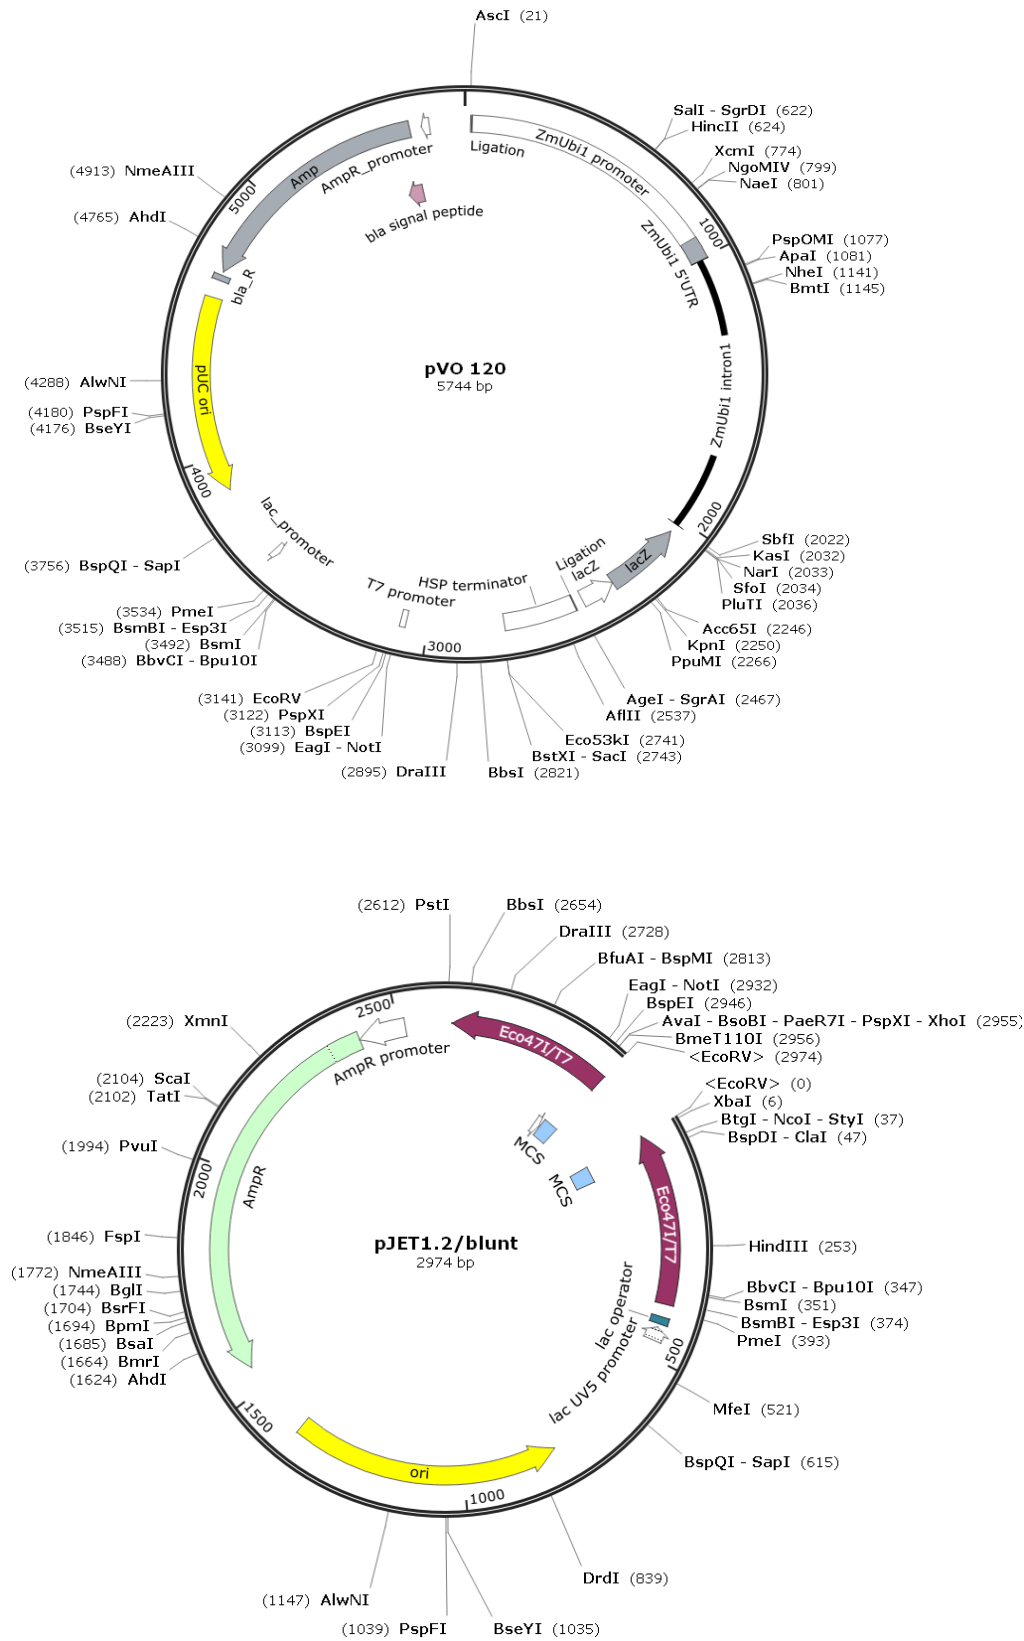 AscI (21)
SalI - SgrDI (622)
HincII (624)
XcmI (774)
NgoMIV (799)
NaeI (801)
PspOMI (1077)
ApaI (1081)
NheI (1141)
BmtI (1145)
SbfI (2022)
KasI (2032)
NarI (2033)
SfoI (2034)
PluTI (2036)
Acc65I (2246)
KpnI (2250)
PpuMI (2266)
AgeI - SgrAI (2467)
AflII (2537)
Eco53kI (2741)
BstXI - SacI (2743)
BbsI (2821)
(2895) DraIII
(3099) EagI - NotI
(3113) BspEI
(3122) PspXI
(3141) EcoRV
(3488) BbvCI - Bpu10I
(3492) BsmI
(3515) BsmBI - Esp3I
(3534) PmeI
(3756) BspQI - SapI
(4176) BseYI
(4180) PspFI
(4288) AlwNI
(4765) AhdI
(4913) NmeAIII
1000
2000
3000
4000
5000
Ligation
ZmUbi1 promoter
ZmUbi1 5'UTR
ZmUbi1 intron1
lacZ
lacZ
Ligation
HSP terminator
T7 promoter
lac_promoter
pUC ori
bla_R
Amp
AmpR_promoter
bla signal peptide
pVO 120
5744 bp
(2612) PstI
BbsI (2654)
DraIII (2728)
BfuAI - BspMI (2813)
EagI - NotI (2932)
BspEI (2946)
AvaI - BsoBI - PaeR7I - PspXI - XhoI (2955)
BmeT110I (2956)
<EcoRV> (2974)
<EcoRV> (0)
XbaI (6)
BtgI - NcoI - StyI (37)
BspDI - ClaI (47)
HindIII (253)
BbvCI - Bpu10I (347)
BsmI (351)
BsmBI - Esp3I (374)
PmeI (393)
MfeI (521)
BspQI - SapI (615)
DrdI (839)
BseYI (1035)
(1039) PspFI
(1147) AlwNI
(1624) AhdI
(1664) BmrI
(1685) BsaI
(1694) BpmI
(1704) BsrFI
(1744) BglI
(1772) NmeAIII
(1846) FspI
(1994) PvuI
(2102) TatI
(2104) ScaI
(2223) XmnI
500
1000
1500
2000
2500
Eco47I/T7
MCS
MCS
Eco47I/T7
lac operator
lac UV5 promoter
ori
AmpR
AmpR promoter
pJET1.2/blunt
2974 bp